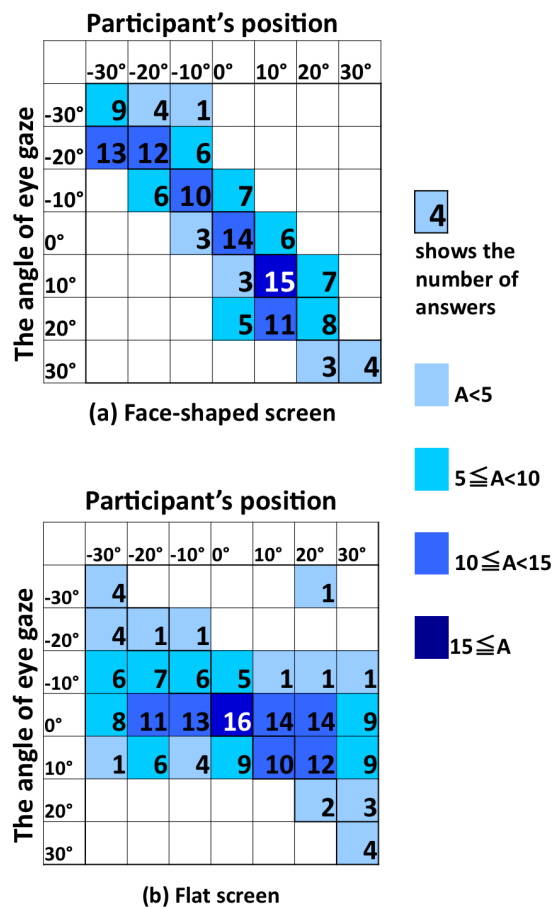 Participant's position
-30° -20° -10° 0° 10° 20° 30°
The angle of eye gaze
-30° 9 4 1
-20° 13 12 6
-10° 6 10 7
0° 3 14 6
10° 3 15 7
20° 5 11 8
30° 3 4
(a) Face-shaped screen
4
shows the
number of
answers
A<5
5≦A<10
10≦A<15
15≦A
Participant's position
-30° -20° -10° 0° 10° 20° 30°
The angle of eye gaze
-30° 4 1
-20° 4 1 1
-10° 6 7 6 5 1 1 1
0° 8 11 13 16 14 14 9
10° 1 6 4 9 10 12 9
20° 2 3
30° 4
(b) Flat screen